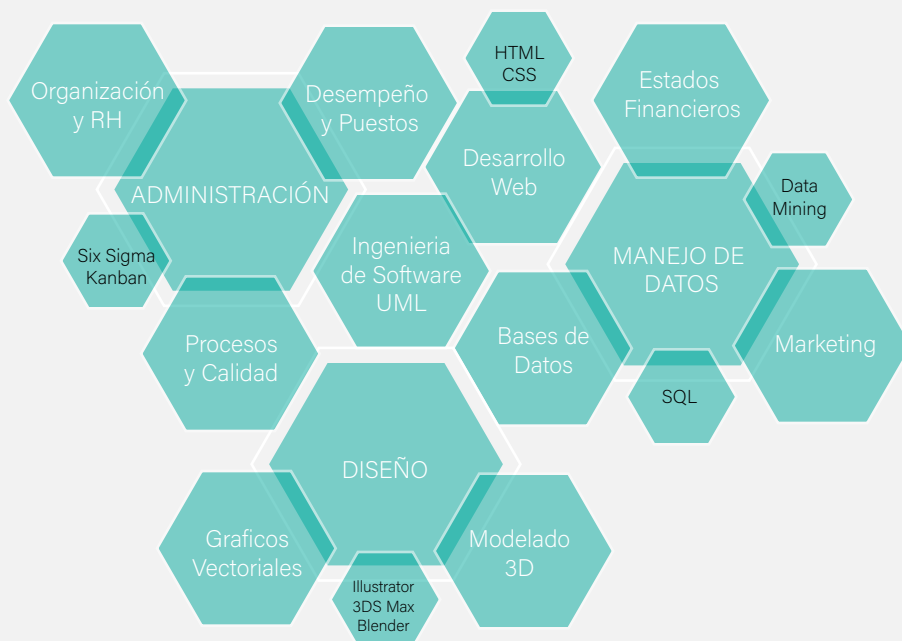 Organización
y RH
Desempeño
y Puestos
HTML
CSS
Estados
Financieros
ADMINISTRACIÓN
Desarrollo
Web
Data
Mining
Six Sigma
Kanban
Ingenieria
de Software
UML
MANEJO DE
DATOS
Procesos
y Calidad
Bases de
Datos
Marketing
SQL
DISEÑO
Graficos
Vectoriales
Modelado
3D
Illustrator
3DS Max
Blender